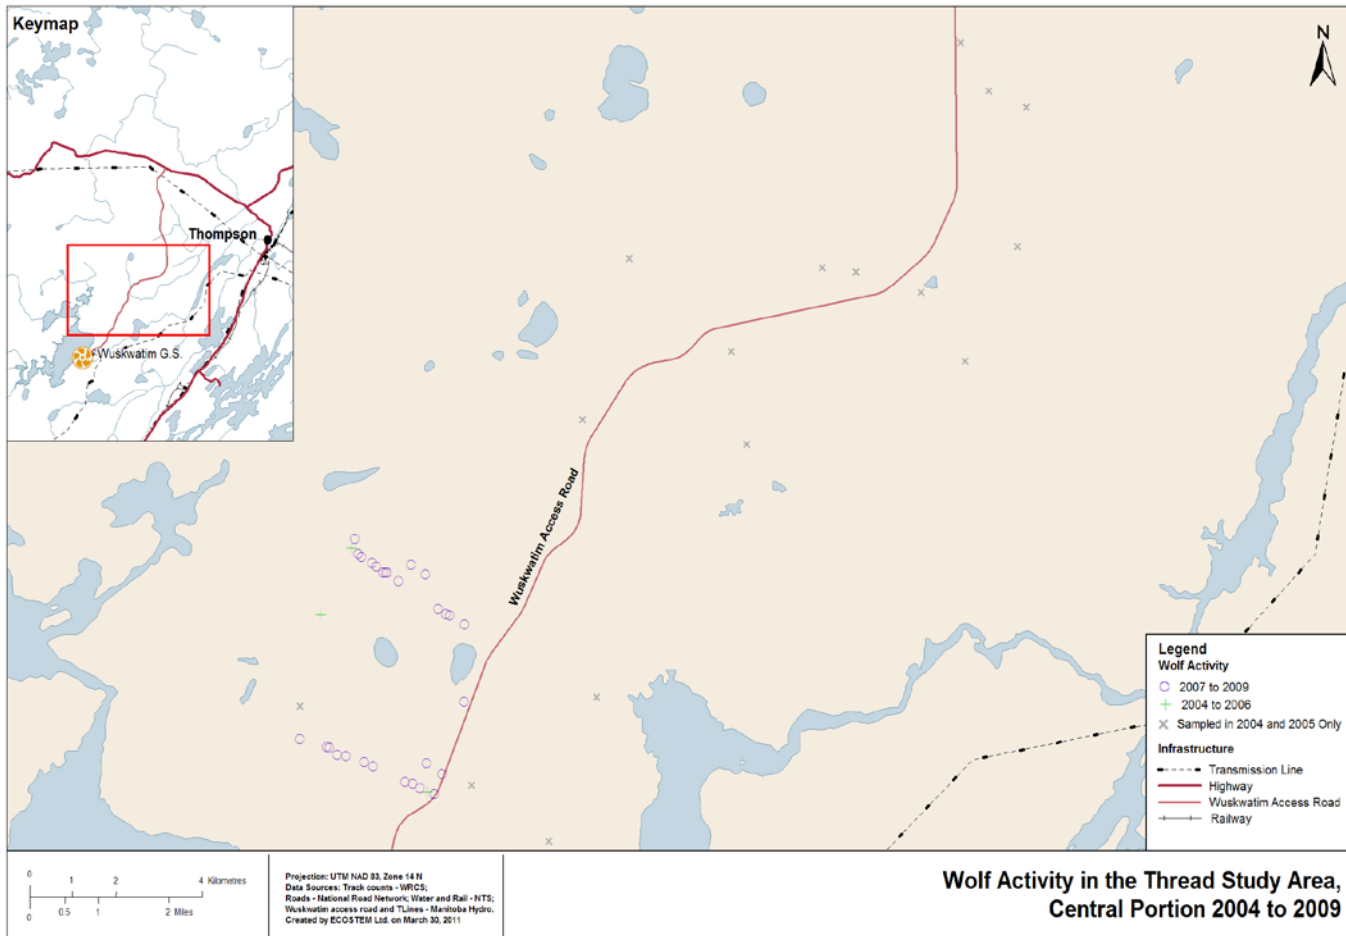 Keymap
N
Thompson
Wuskwatim G.S.
Wuskwatim Access Road
Legend
Wolf Activity
2007 to 2009
2004 to 2006
Sampled in 2004 and 2005 Only
Infrastructure
Transmission Line
Highway
Wuskwatim Access Road
Railway
0 1 2 4 Kilometres
0 0.5 1 2 Miles
Projection: UTM NAD 83, Zone 14 N
Data Sources: Track counts - WRCS;
Roads - National Road Network; Water and Rail - NTS;
Wuskwatim access road and TLines - Manitoba Hydro.
Created by ECOSTEM Ltd. on March 30, 2011
Wolf Activity in the Thread Study Area,
Central Portion 2004 to 2009